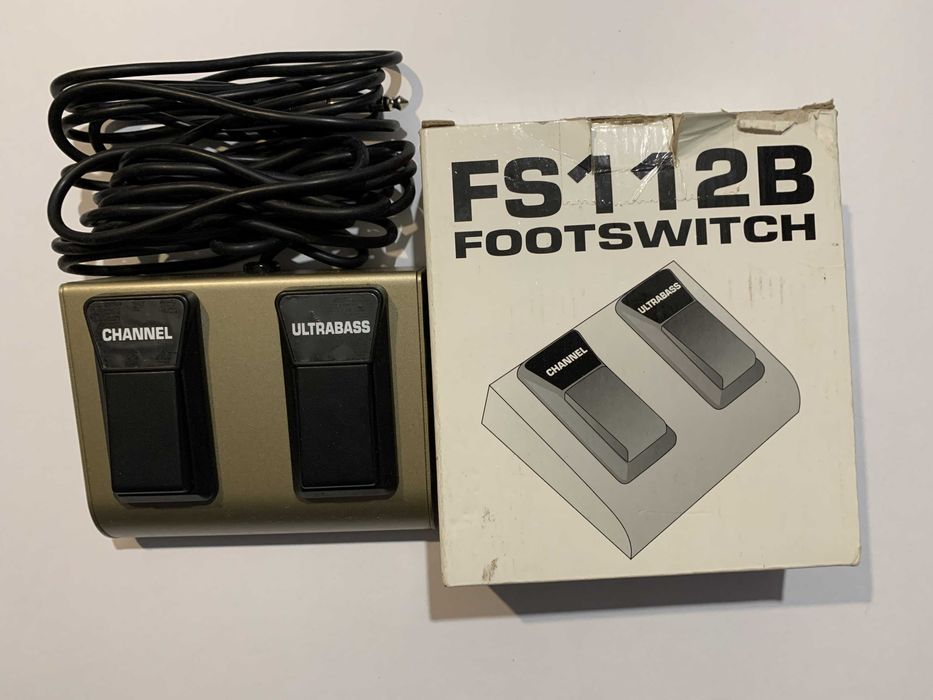 FS112B
FOOTSWITCH
CHANNEL
ULTRABASS
CHANNEL
ULTRABASS